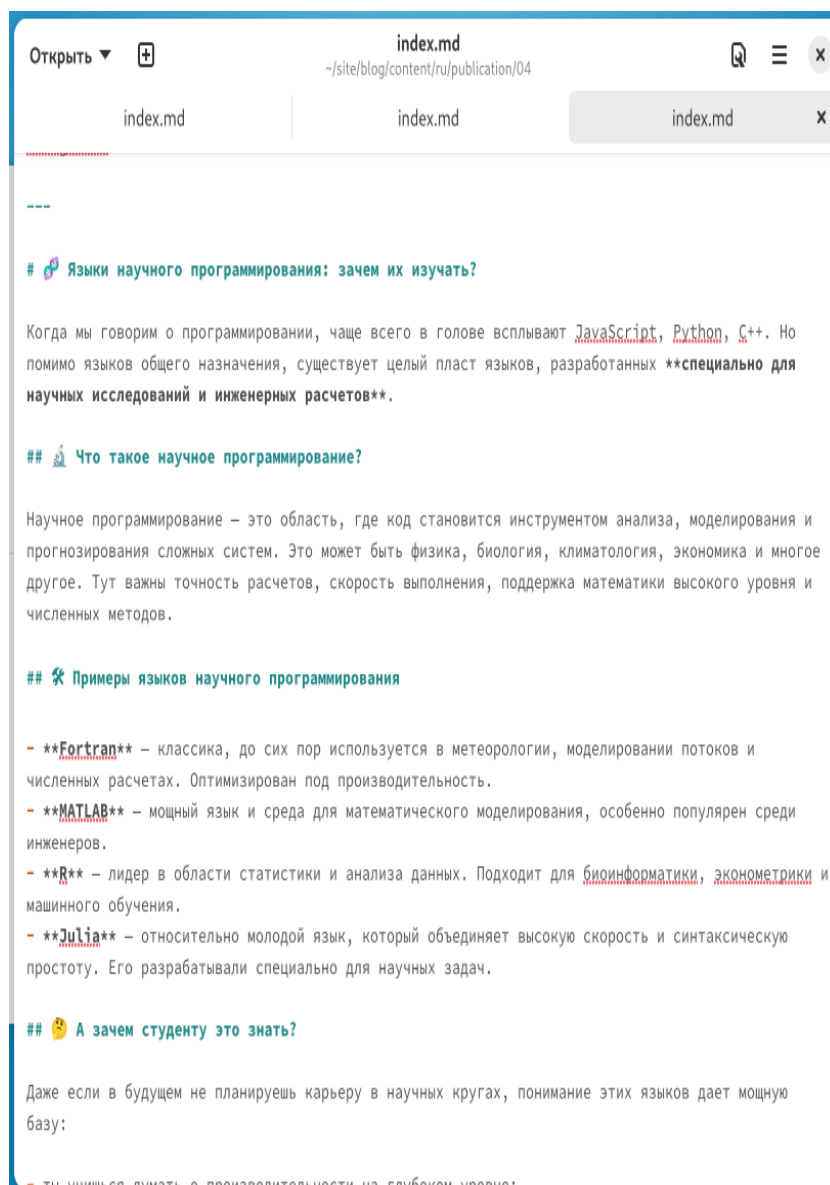 Открыть
index.md
~/site/blog/content/ru/publication/04
index.md index.md index.md
---
# 🧬 Языки научного программирования: зачем их изучать?
Когда мы говорим о программировании, чаще всего в голове всплывают JavaScript, Python, C++. Но
помимо языков общего назначения, существует целый пласт языков, разработанных **специально для
научных исследований и инженерных расчетов**.
## 🔬 Что такое научное программирование?
Научное программирование — это область, где код становится инструментом анализа, моделирования и
прогнозирования сложных систем. Это может быть физика, биология, климатология, экономика и многое
другое. Тут важны точность расчетов, скорость выполнения, поддержка математики высокого уровня и
численных методов.
## 🛠 Примеры языков научного программирования
- **Fortran** — классика, до сих пор используется в метеорологии, моделировании потоков и
численных расчетах. Оптимизирован под производительность.
- **MATLAB** — мощный язык и среда для математического моделирования, особенно популярен среди
инженеров.
- **R** — лидер в области статистики и анализа данных. Подходит для биоинформатики, эконометрики и
машинного обучения.
- **Julia** — относительно молодой язык, который объединяет высокую скорость и синтаксическую
простоту. Его разрабатывали специально для научных задач.
## 🤔 А зачем студенту это знать?
Даже если в будущем не планируешь карьеру в научных кругах, понимание этих языков дает мощную
базу:
- ты учишься думать о производительности на глубоком уровне;